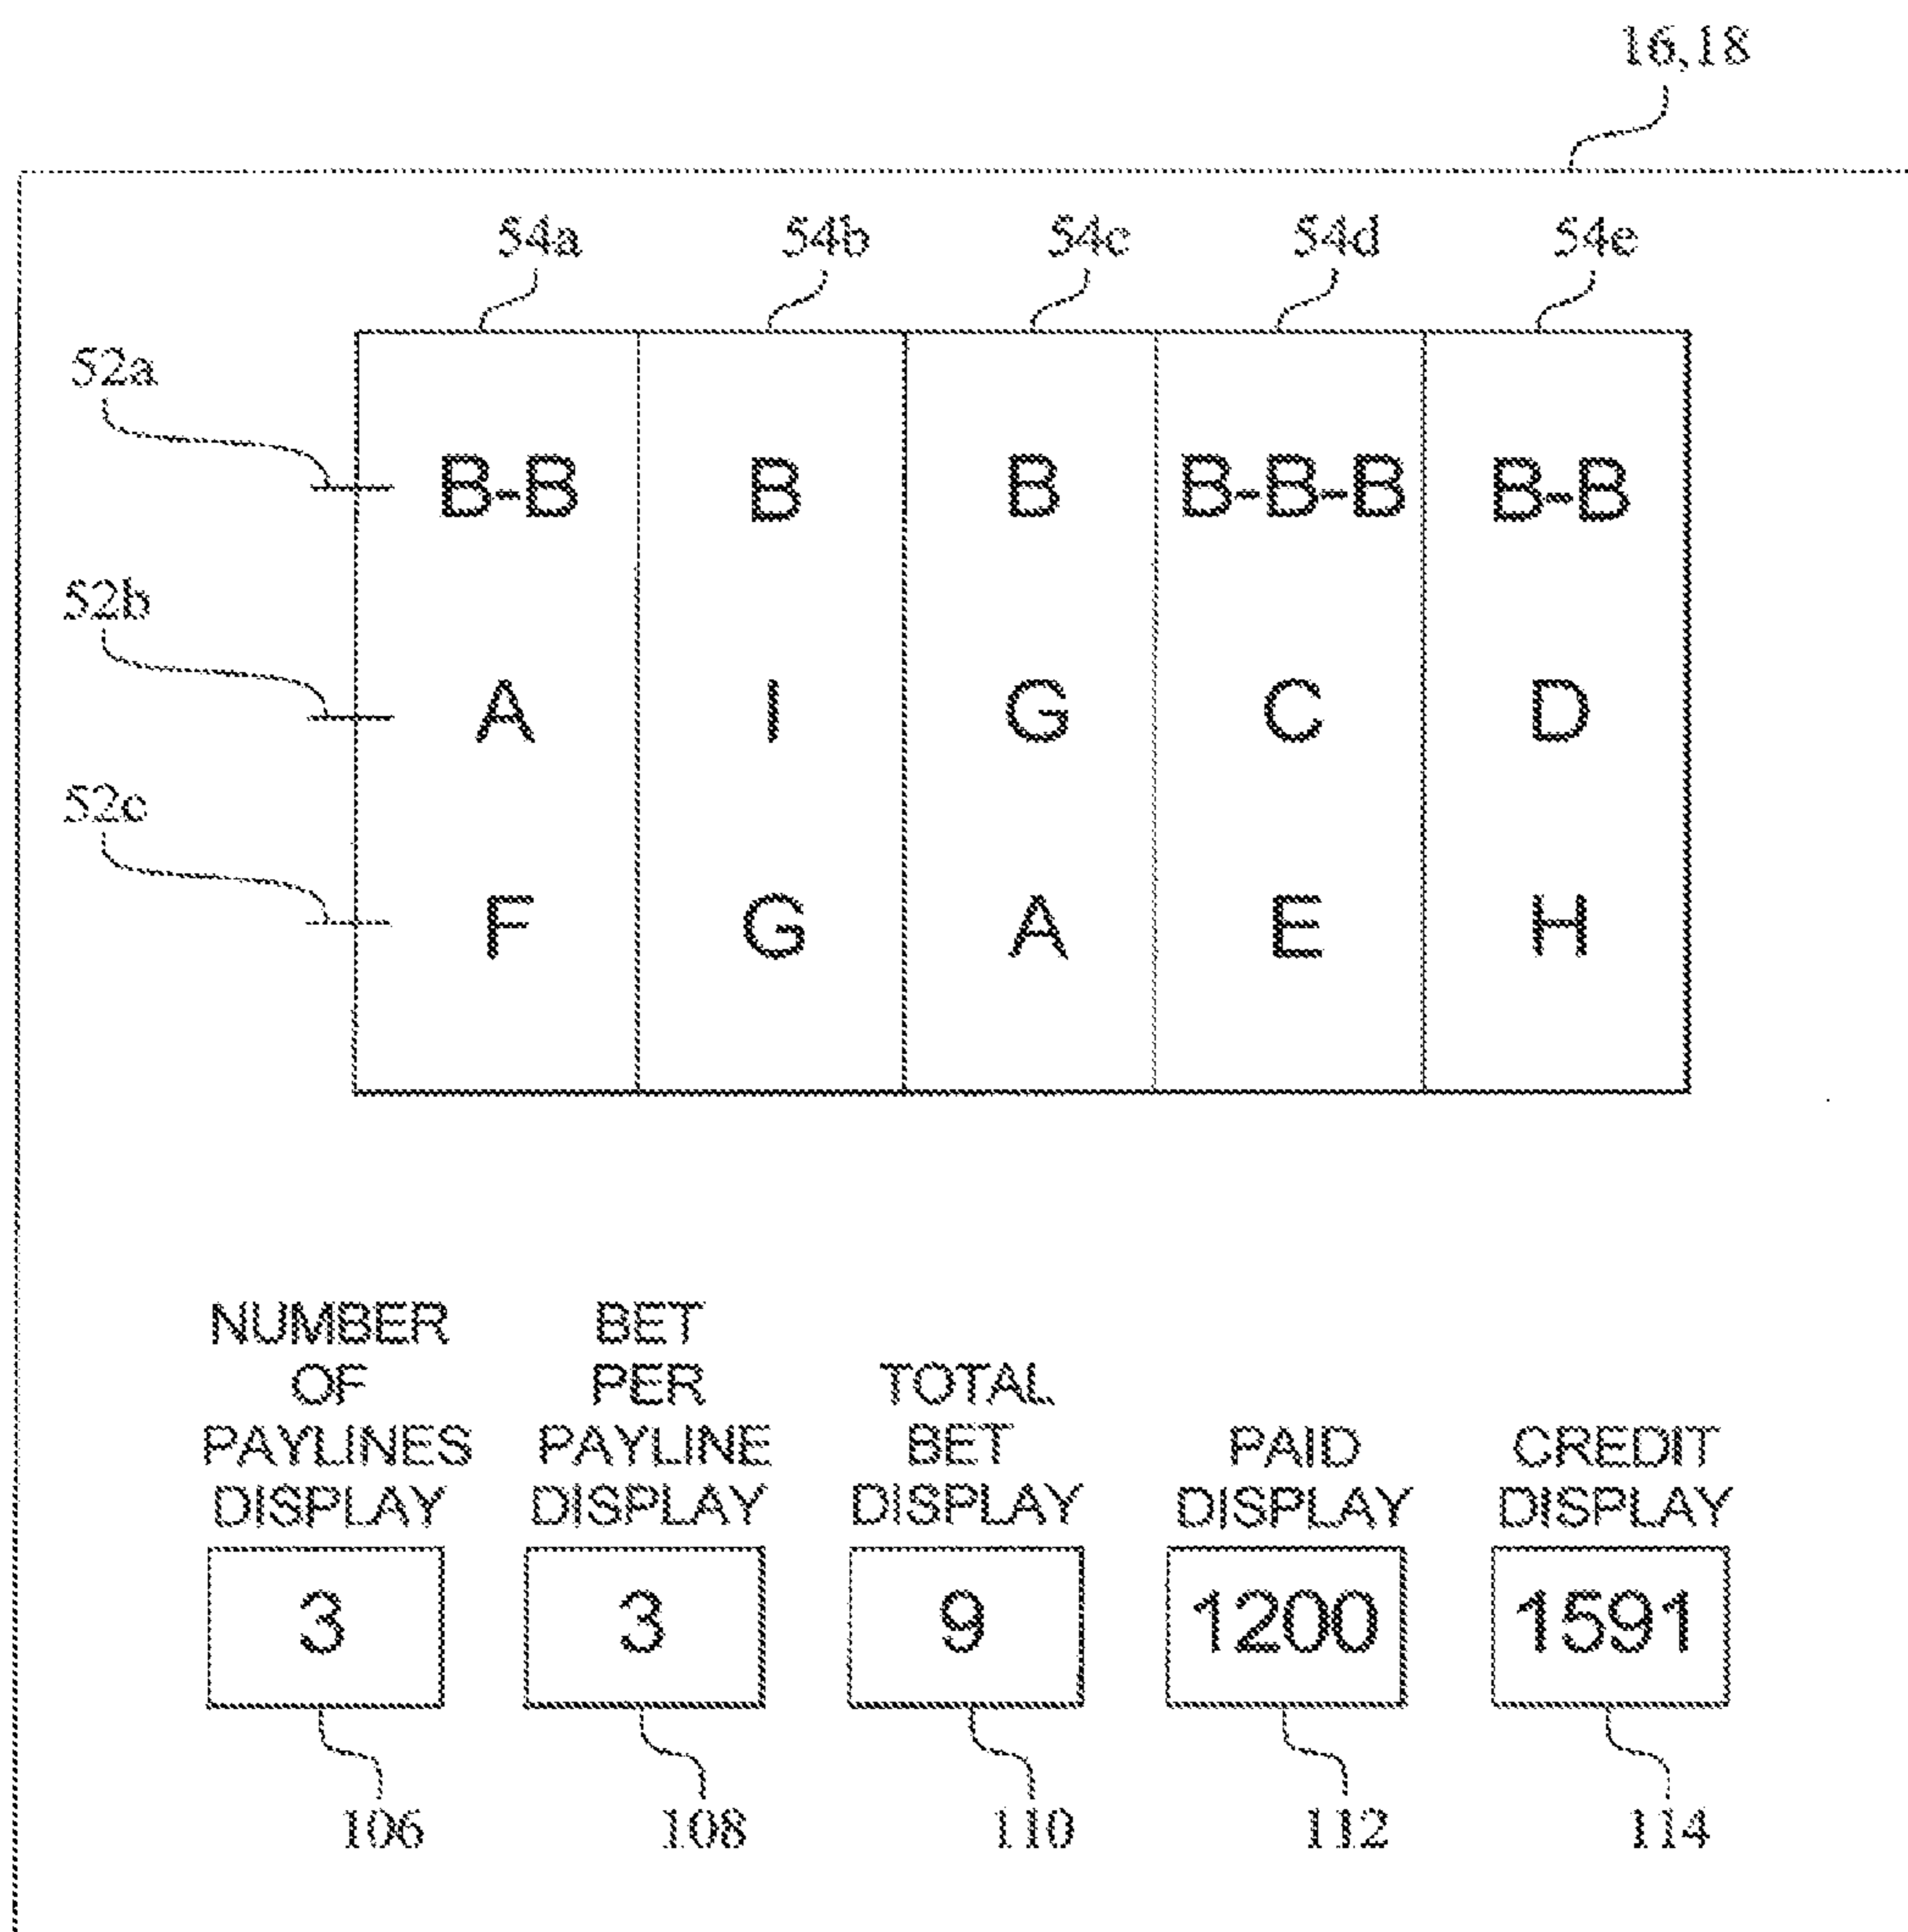 16,18
54a 54b 54c 54d 54e
52a
B-B B B B-B-B B-B
52b
A I G C D
52c
F G A E H
NUMBER OF PAYLINES DISPLAY
BET PER PAYLINE DISPLAY
TOTAL BET DISPLAY
PAID DISPLAY
CREDIT DISPLAY
3 3 9 1200 1591
106 108 110 112 114